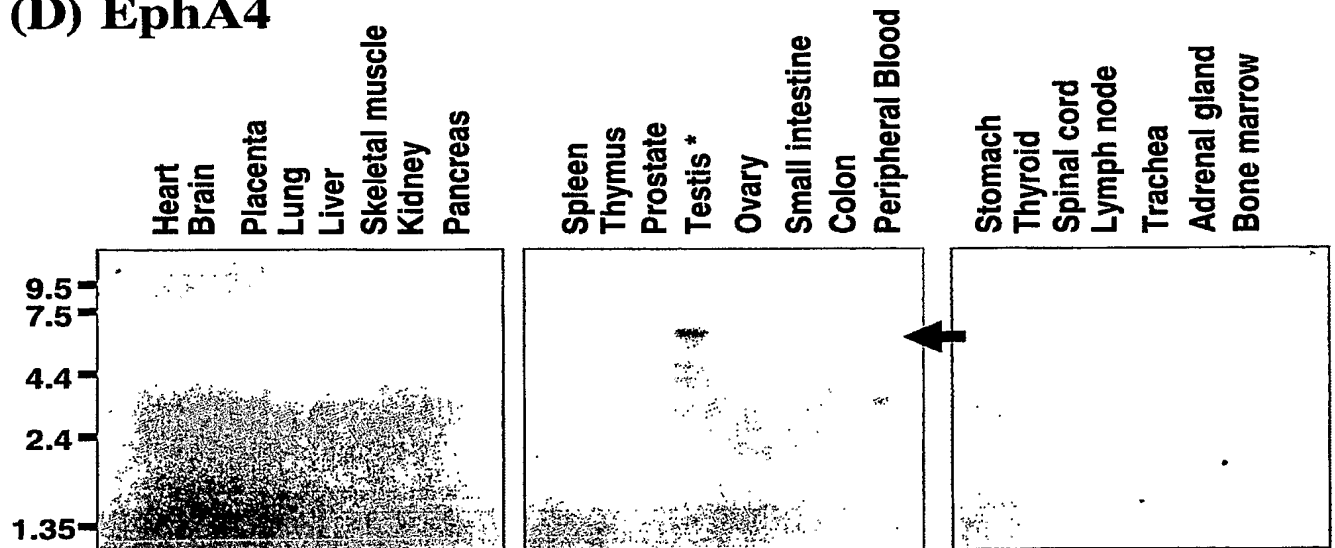 (D) EphA4
Heart
Brain
Placenta
Lung
Liver
Skeletal muscle
Kidney
Pancreas
Spleen
Thymus
Prostate
Testis *
Ovary
Small intestine
Colon
Peripheral Blood
Stomach
Thyroid
Spinal cord
Lymph node
Trachea
Adrenal gland
Bone marrow
9.5
7.5
4.4
2.4
1.35